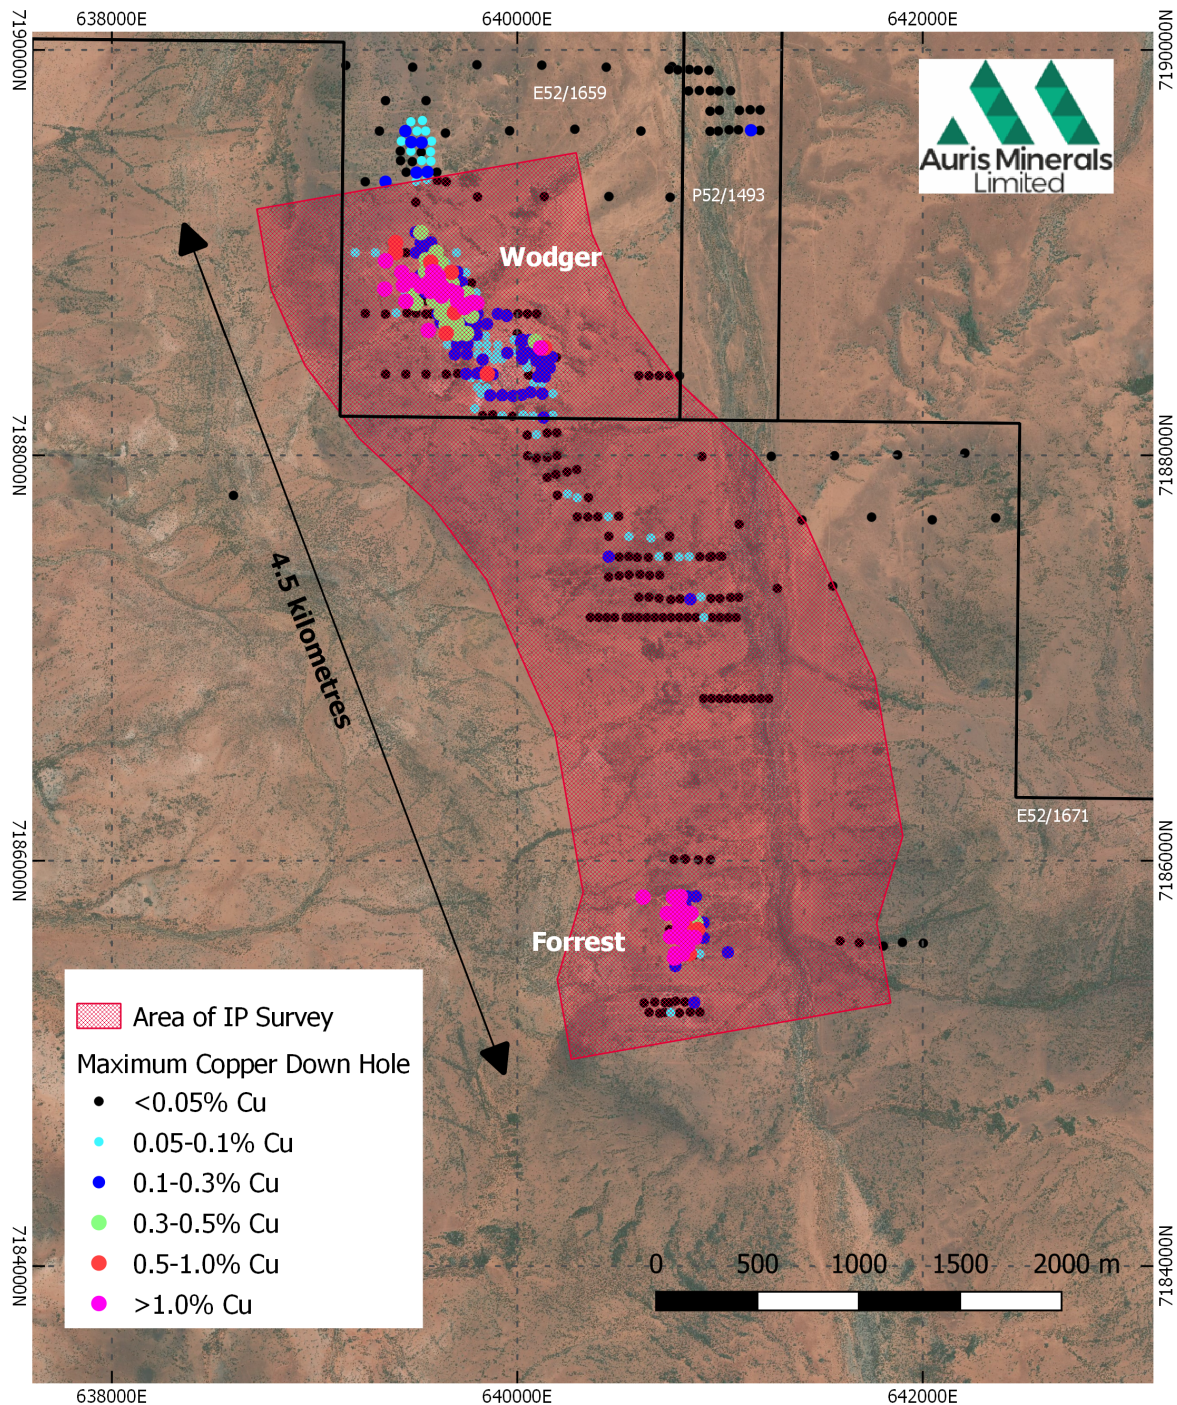 638000E
640000E
642000E
7190000N
7190000N
E52/1659
Auris Minerals
Limited
P52/1493
Wodger
7188000N
7188000N
4.5 kilometres
E52/1671
7186000N
7186000N
Forrest
Area of IP Survey
Maximum Copper Down Hole
<0.05% Cu
0.05-0.1% Cu
0.1-0.3% Cu
0.3-0.5% Cu
0.5-1.0% Cu
>1.0% Cu
0 500 1000 1500 2000 m
7184000N
7184000N
638000E
640000E
642000E